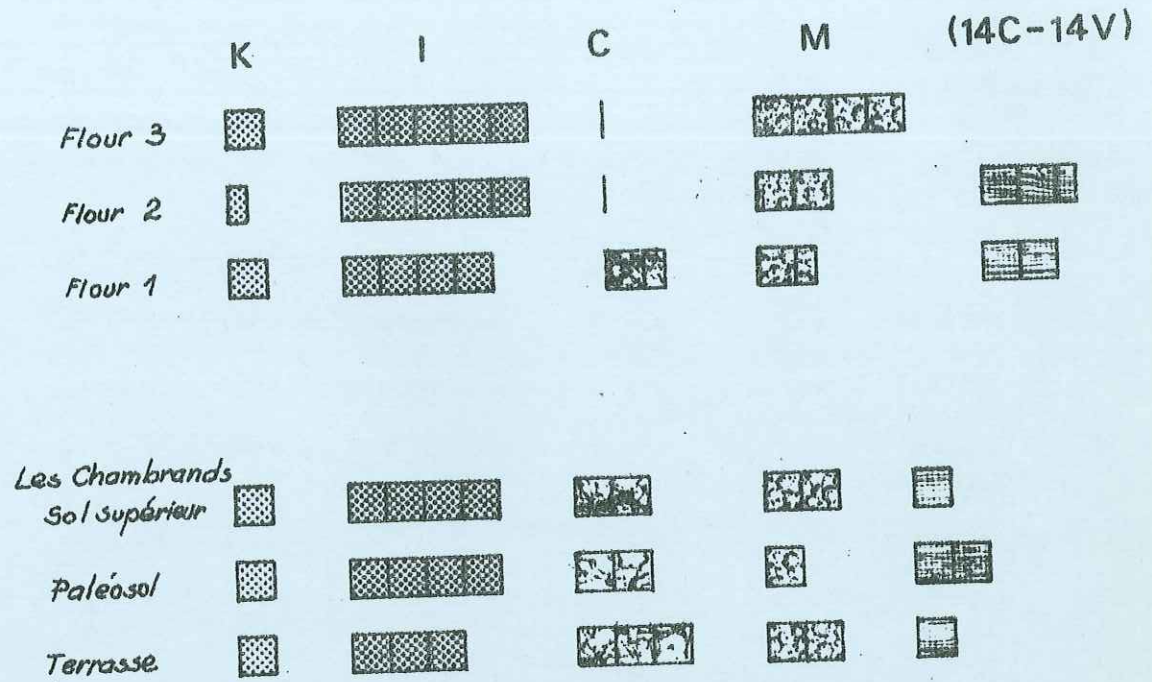 K I C M (14C-14V)
Flour 3
Flour 2
Flour 1
Les Chambrands
Sol supérieur
Paléosol
Terrasse